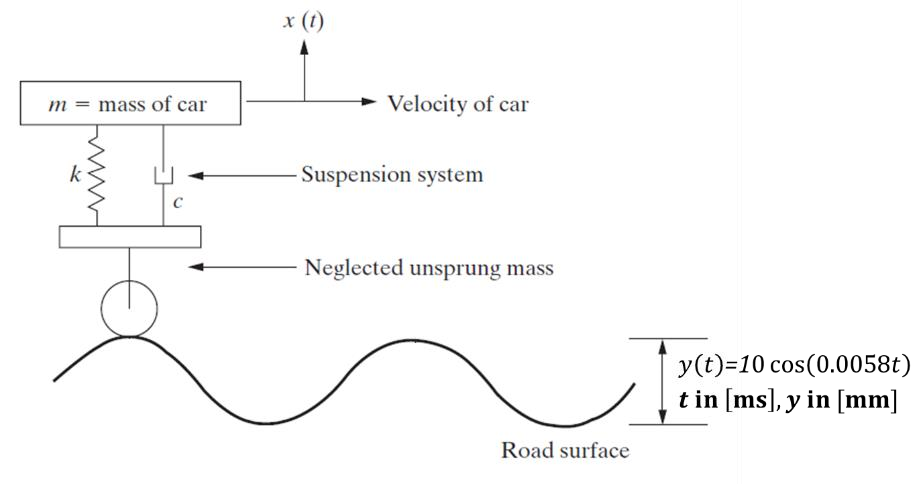 x (t)
m = mass of car
Velocity of car
k
Suspension system
c
Neglected unsprung mass
y(t)=10 cos(0.0058t)
t in [ms], y in [mm]
Road surface